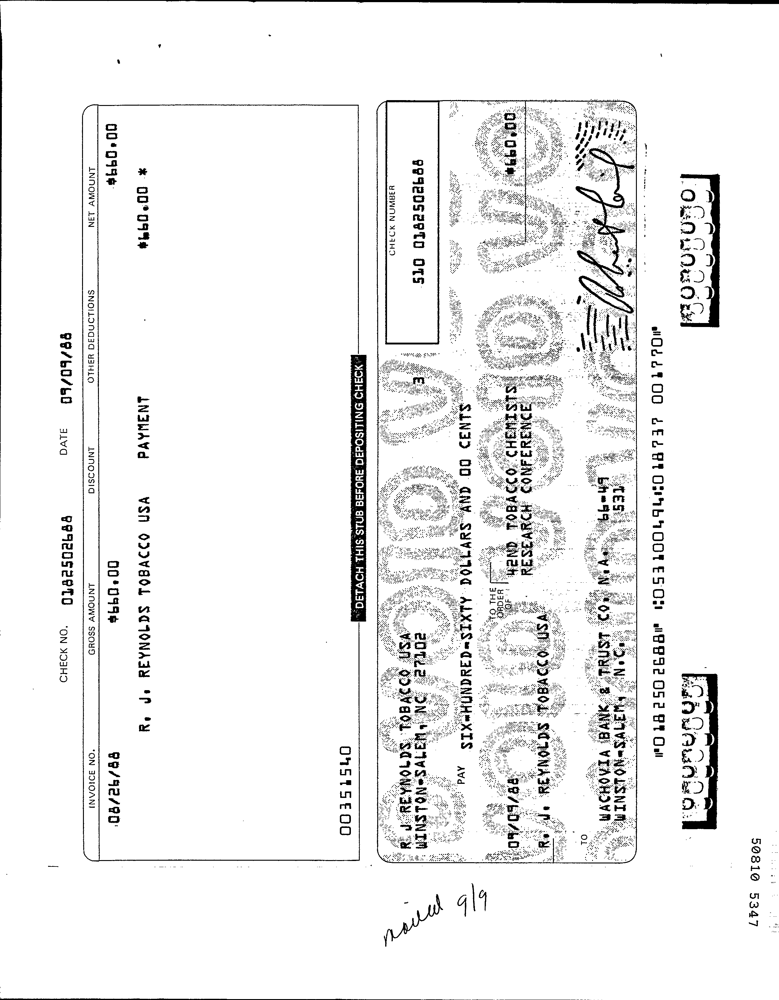 CHECK NO. 0182502688 DATE 09/09/88
INVOICE NO. GROSS AMOUNT DISCOUNT OTHER DEDUCTIONS NET AMOUNT
08/24/88 $660.00 $660.00
R. J. REYNOLDS TOBACCO USA PAYMENT $660.00 *
00351540
DETACH THIS STUB BEFORE DEPOSITING CHECK
R. J. REYNOLDS TOBACCO USA
WINSTON-SALEM, NC 27102
3
CHECK NUMBER
510 0182502688
PAY SIX-HUNDRED-SIXTY DOLLARS AND 00 CENTS
09/09/88 TO THE ORDER OF 42ND TOBACCO CHEMISTS $660.00
RESEARCH CONFERENCE
R. J. REYNOLDS TOBACCO USA
TO
WACHOVIA BANK & TRUST CO. N.A. 66-49
WINSTON-SALEM, N.C. 531
⑈0182502688⑈ ⑆053100494⑆018737 001770⑈
mailed 9/9
50810 5347